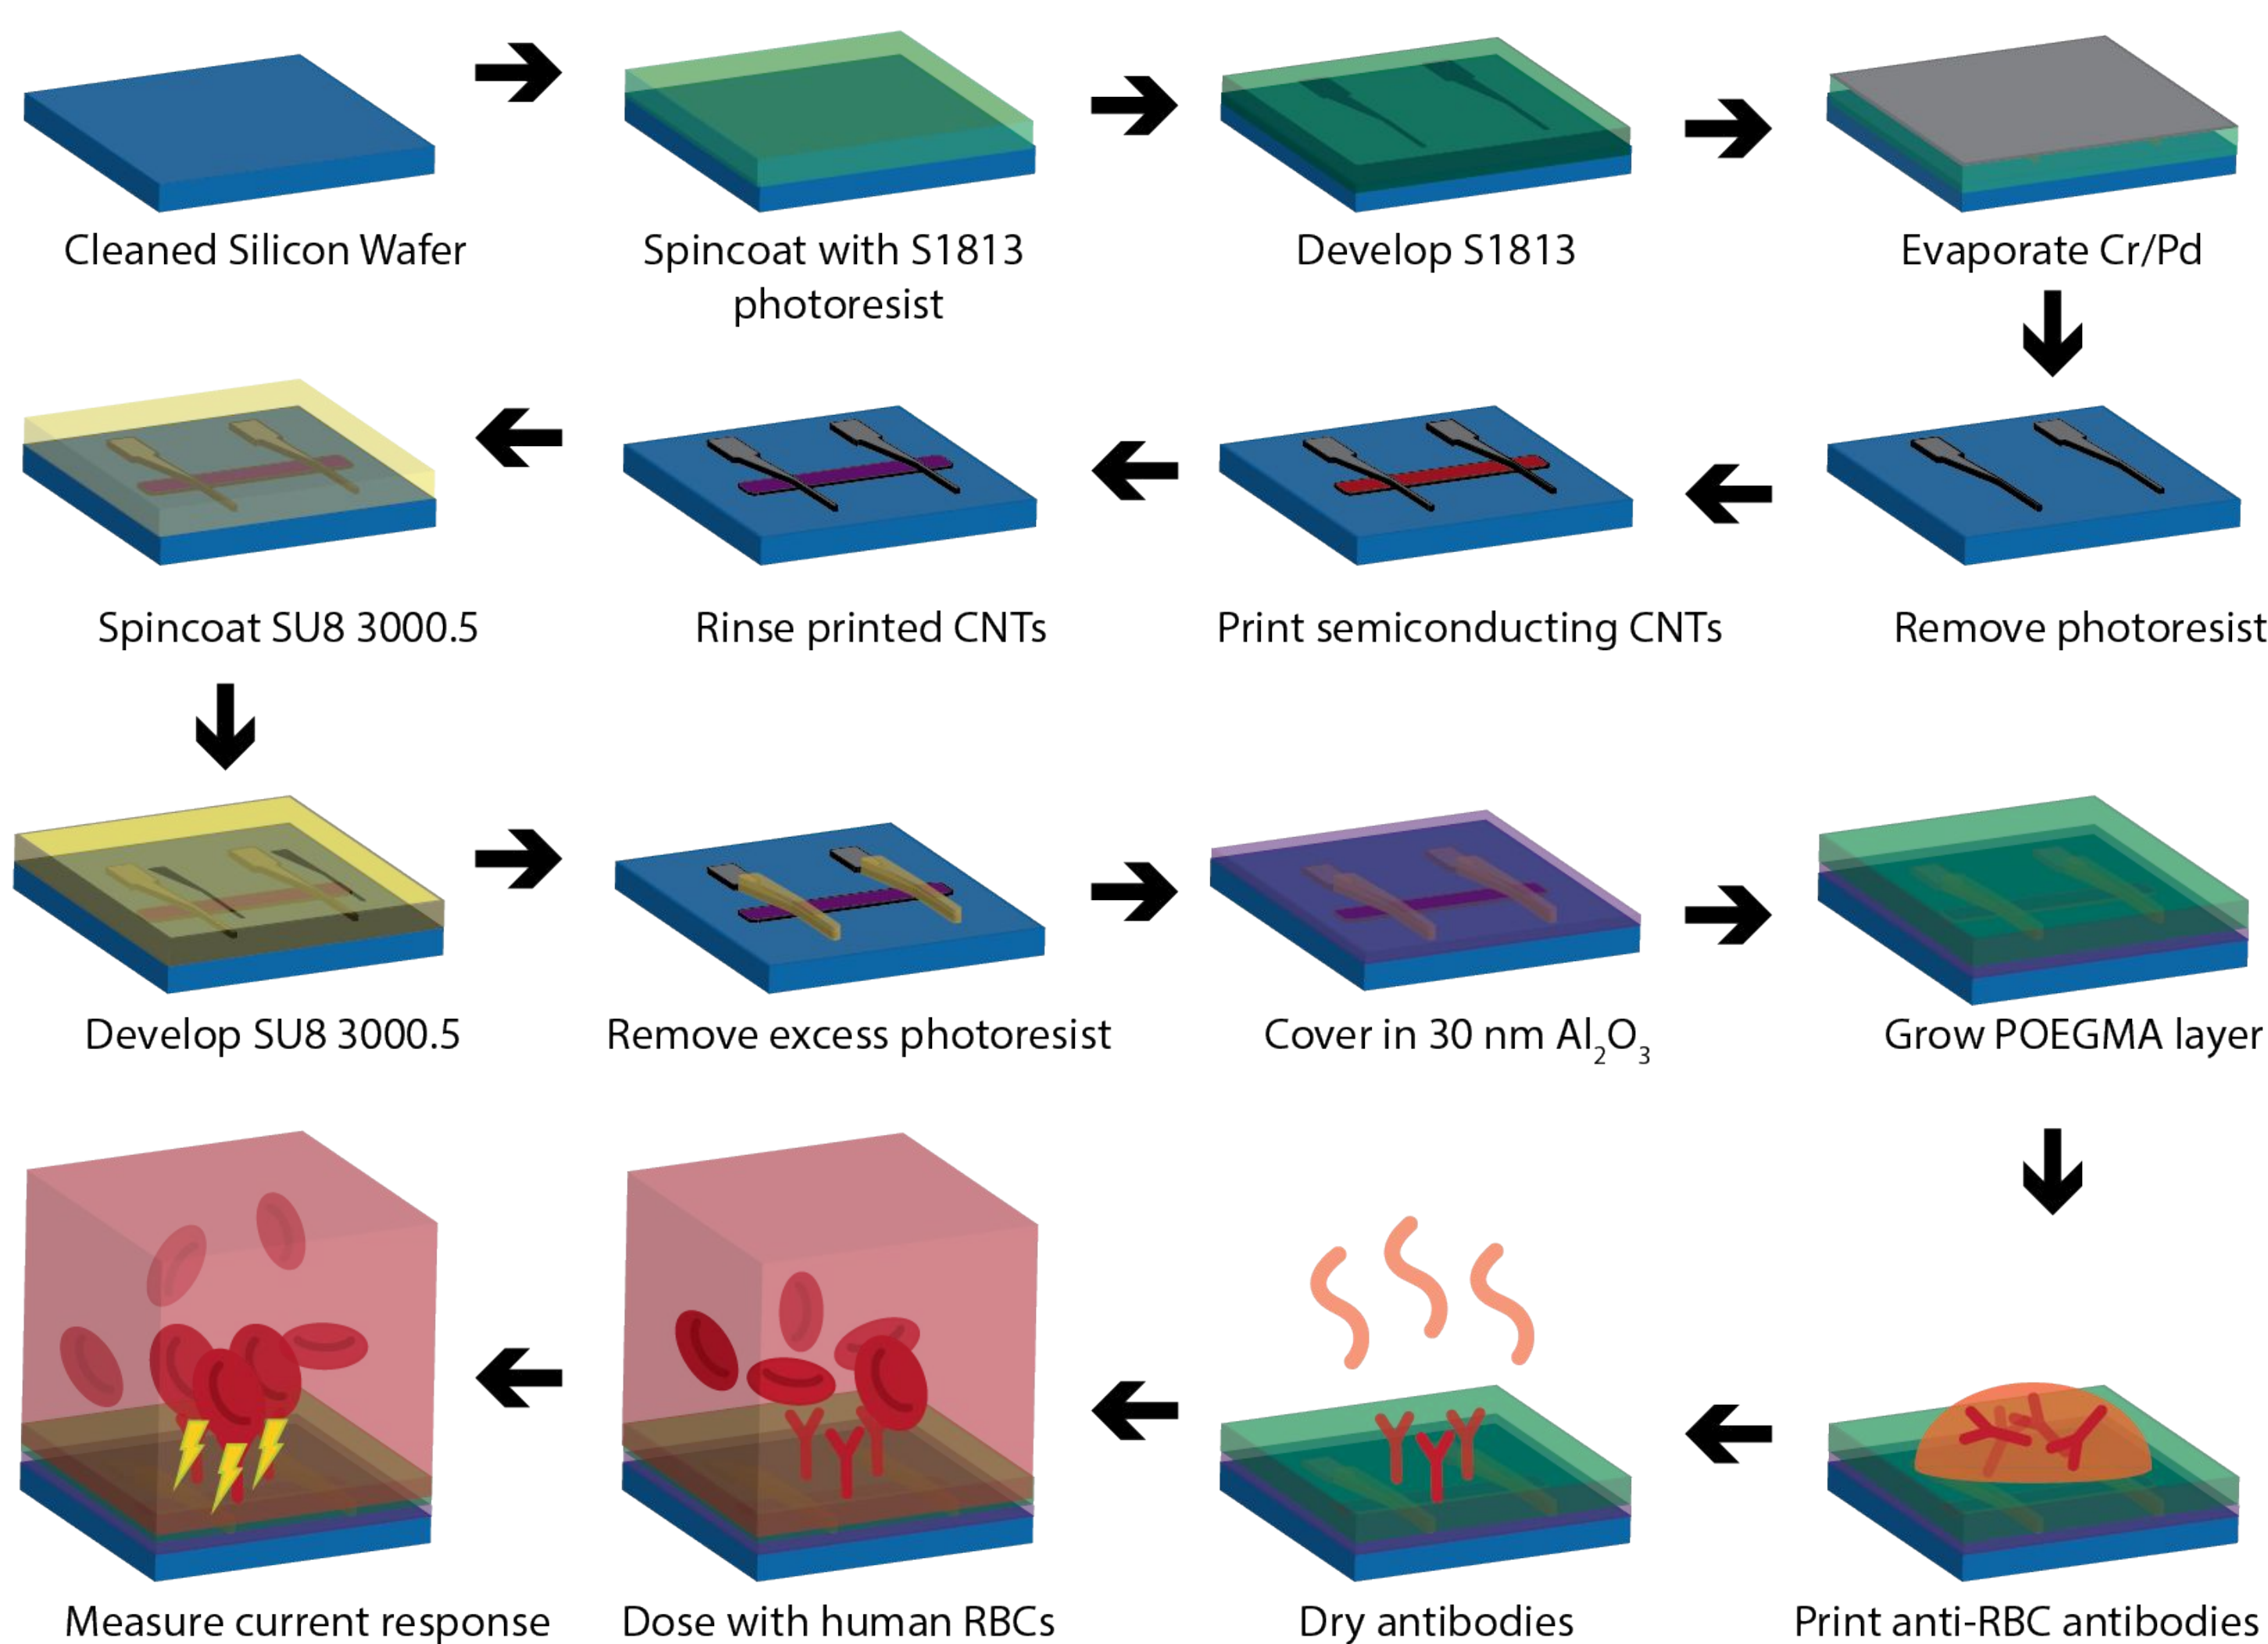 Cleaned Silicon Wafer
Spincoat with S1813
photoresist
Develop S1813
Evaporate Cr/Pd
Spincoat SU8 3000.5
Rinse printed CNTs
Print semiconducting CNTs
Remove photoresist
Develop SU8 3000.5
Remove excess photoresist
Cover in 30 nm Al₂O₃
Grow POEGMA layer
Measure current response
Dose with human RBCs
Dry antibodies
Print anti-RBC antibodies